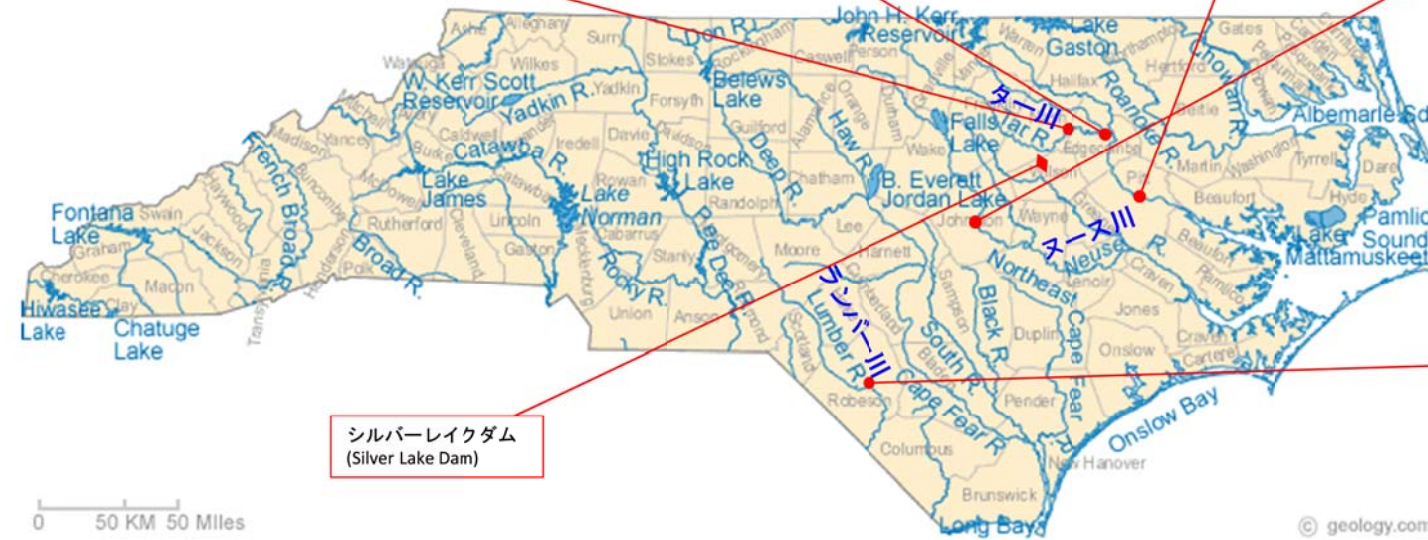 Ashe
Alleghany
Surry
Stokes
Rockingham
Caswell
Person
Granville
Warren
Halifax
Hertford
Gates
John H. Kerr
Reservoir
Lake
Gaston
Chowan R.
Roanoke R.
Wilkes
Yadkin
Forsyth
Guilford
Alamance
Orange
Durham
W. Kerr Scott
Reservoir
Yadkin R.
Belews
Lake
Haw R.
Deep R.
Falls
Lake
ター川
Tar R.
Edgecombe
Bertie
Albemarle So
Madison
Yancey
Avery
Caldwell
Burke
Iredell
Davie
Davidson
Randolph
Chatham
Wake
Wilson
Martin
Washington
Tyrrell
Dare
French Broad R.
Buncombe
McDowell
Catawba R.
Catawba
Rowan
High Rock
Lake
B. Everett
Jordan Lake
Johnston
Wayne
Pitt
Beaufort
Hyde
Fontana
Lake
Swain
Haywood
Graham
Jackson
Cherokee
Macon
Clay
Hiwassee
Lake
Chatuge
Lake
Transylvania
Henderson
Polk
Broad R.
Rutherford
Lake
James
Cleveland
Lincoln
Gaston
Lake
Norman
Mecklenburg
Cabarrus
Stanly
Rocky R.
Pee Dee R.
Montgomery
Moore
Lee
Harnett
Union
Anson
Richmond
Scotland
ランバー川
Lumber R.
Cumberland
Sampson
Robeson
Bladen
South R.
Cape Fear R.
Black R.
Northeast Cape Fear R.
ヌース川
Neuse R.
Greene
Lenoir
Craven
Pamlico
Beaufort
Jones
Craven
Carteret
Duplin
Onslow
Pender
New Hanover
Columbus
Brunswick
Long Bay
Onslow Bay
Lake
Mattamuskeet
Pamlic
Sound
シルバーレイクダム
(Silver Lake Dam)
0 50 KM 50 MIles
© geology.com